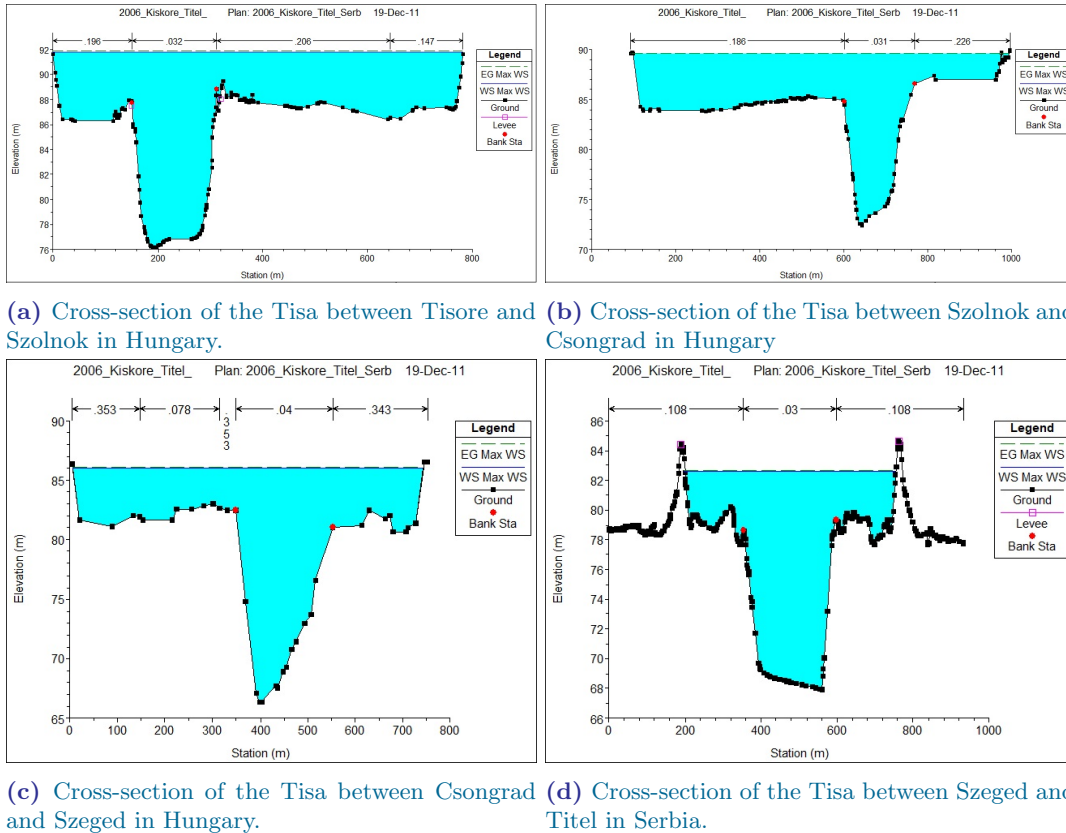 2006_Kiskore_Titel_ Plan: 2006_Kiskore_Titel_Serb 19-Dec-11
.196 .032 .206 .147
92
90
88
86
84
82
80
78
76
Elevation (m)
0 200 400 600 800
Station (m)
Legend
EG Max WS
WS Max WS
Ground
Levee
Bank Sta
(a) Cross-section of the Tisa between Tisore and
Szolnok in Hungary.
2006_Kiskore_Titel_ Plan: 2006_Kiskore_Titel_Serb 19-Dec-11
.186 .031 .226
90
85
80
75
70
Elevation (m)
0 200 400 600 800 1000
Station (m)
Legend
EG Max WS
WS Max WS
Ground
Bank Sta
(b) Cross-section of the Tisa between Szolnok and
Csongrad in Hungary
2006_Kiskore_Titel_ Plan: 2006_Kiskore_Titel_Serb 19-Dec-11
.353 .078 .353 .04 .343
90
85
80
75
70
65
Elevation (m)
0 100 200 300 400 500 600 700 800
Station (m)
Legend
EG Max WS
WS Max WS
Ground
Bank Sta
(c) Cross-section of the Tisa between Csongrad
and Szeged in Hungary.
2006_Kiskore_Titel_ Plan: 2006_Kiskore_Titel_Serb 19-Dec-11
.108 .03 .108
86
84
82
80
78
76
74
72
70
68
66
Elevation (m)
0 200 400 600 800 1000
Station (m)
Legend
EG Max WS
WS Max WS
Ground
Levee
Bank Sta
(d) Cross-section of the Tisa between Szeged and
Titel in Serbia.